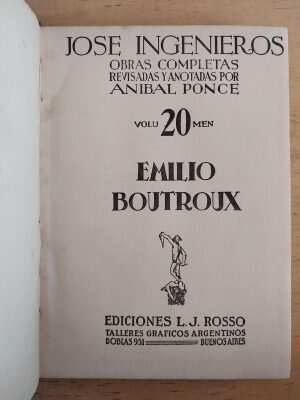 JOSE INGENIEROS
OBRAS COMPLETAS
REVISADAS Y ANOTADAS POR
ANIBAL PONCE
VOLU 20 MEN
EMILIO
BOUTROUX
EDICIONES L. J. ROSSO
TALLERES GRAFICOS ARGENTINOS
DOBLAS 951 BUENOS AIRES